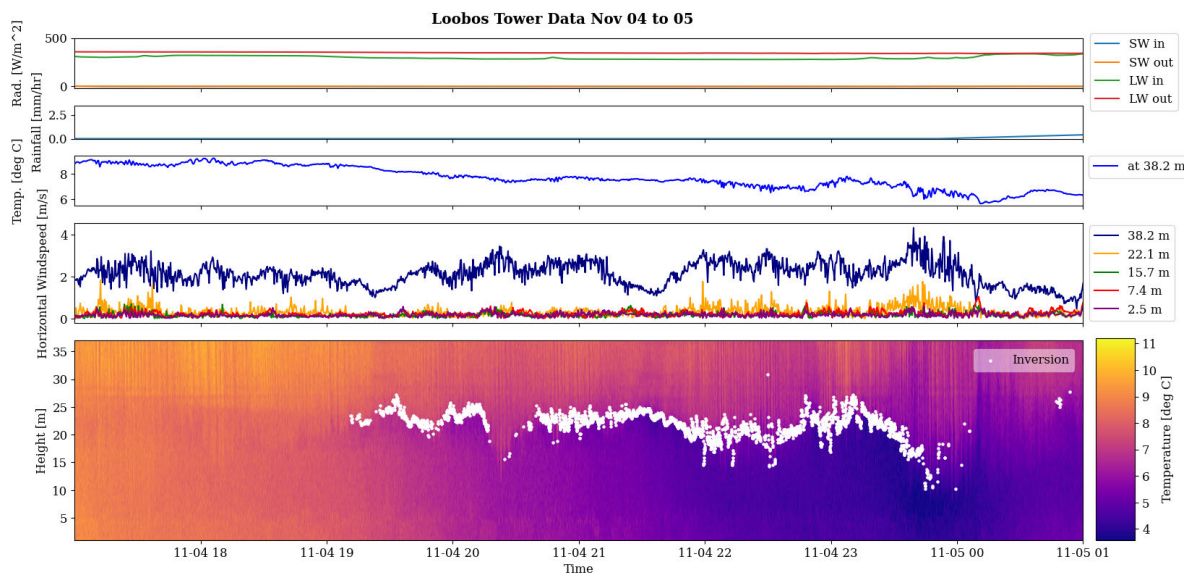 Loobos Tower Data Nov 04 to 05
Rad. [W/m^2]
500
0
SW in
SW out
LW in
LW out
Rainfall [mm/hr]
2.5
0.0
Temp. [deg C]
8
6
at 38.2 m
Horizontal Windspeed [m/s]
4
2
0
38.2 m
22.1 m
15.7 m
7.4 m
2.5 m
Height [m]
35
30
25
20
15
10
5
Inversion
11
10
9
8
7
6
5
4
Temperature [deg C]
11-04 18
11-04 19
11-04 20
11-04 21
11-04 22
11-04 23
11-05 00
11-05 01
Time